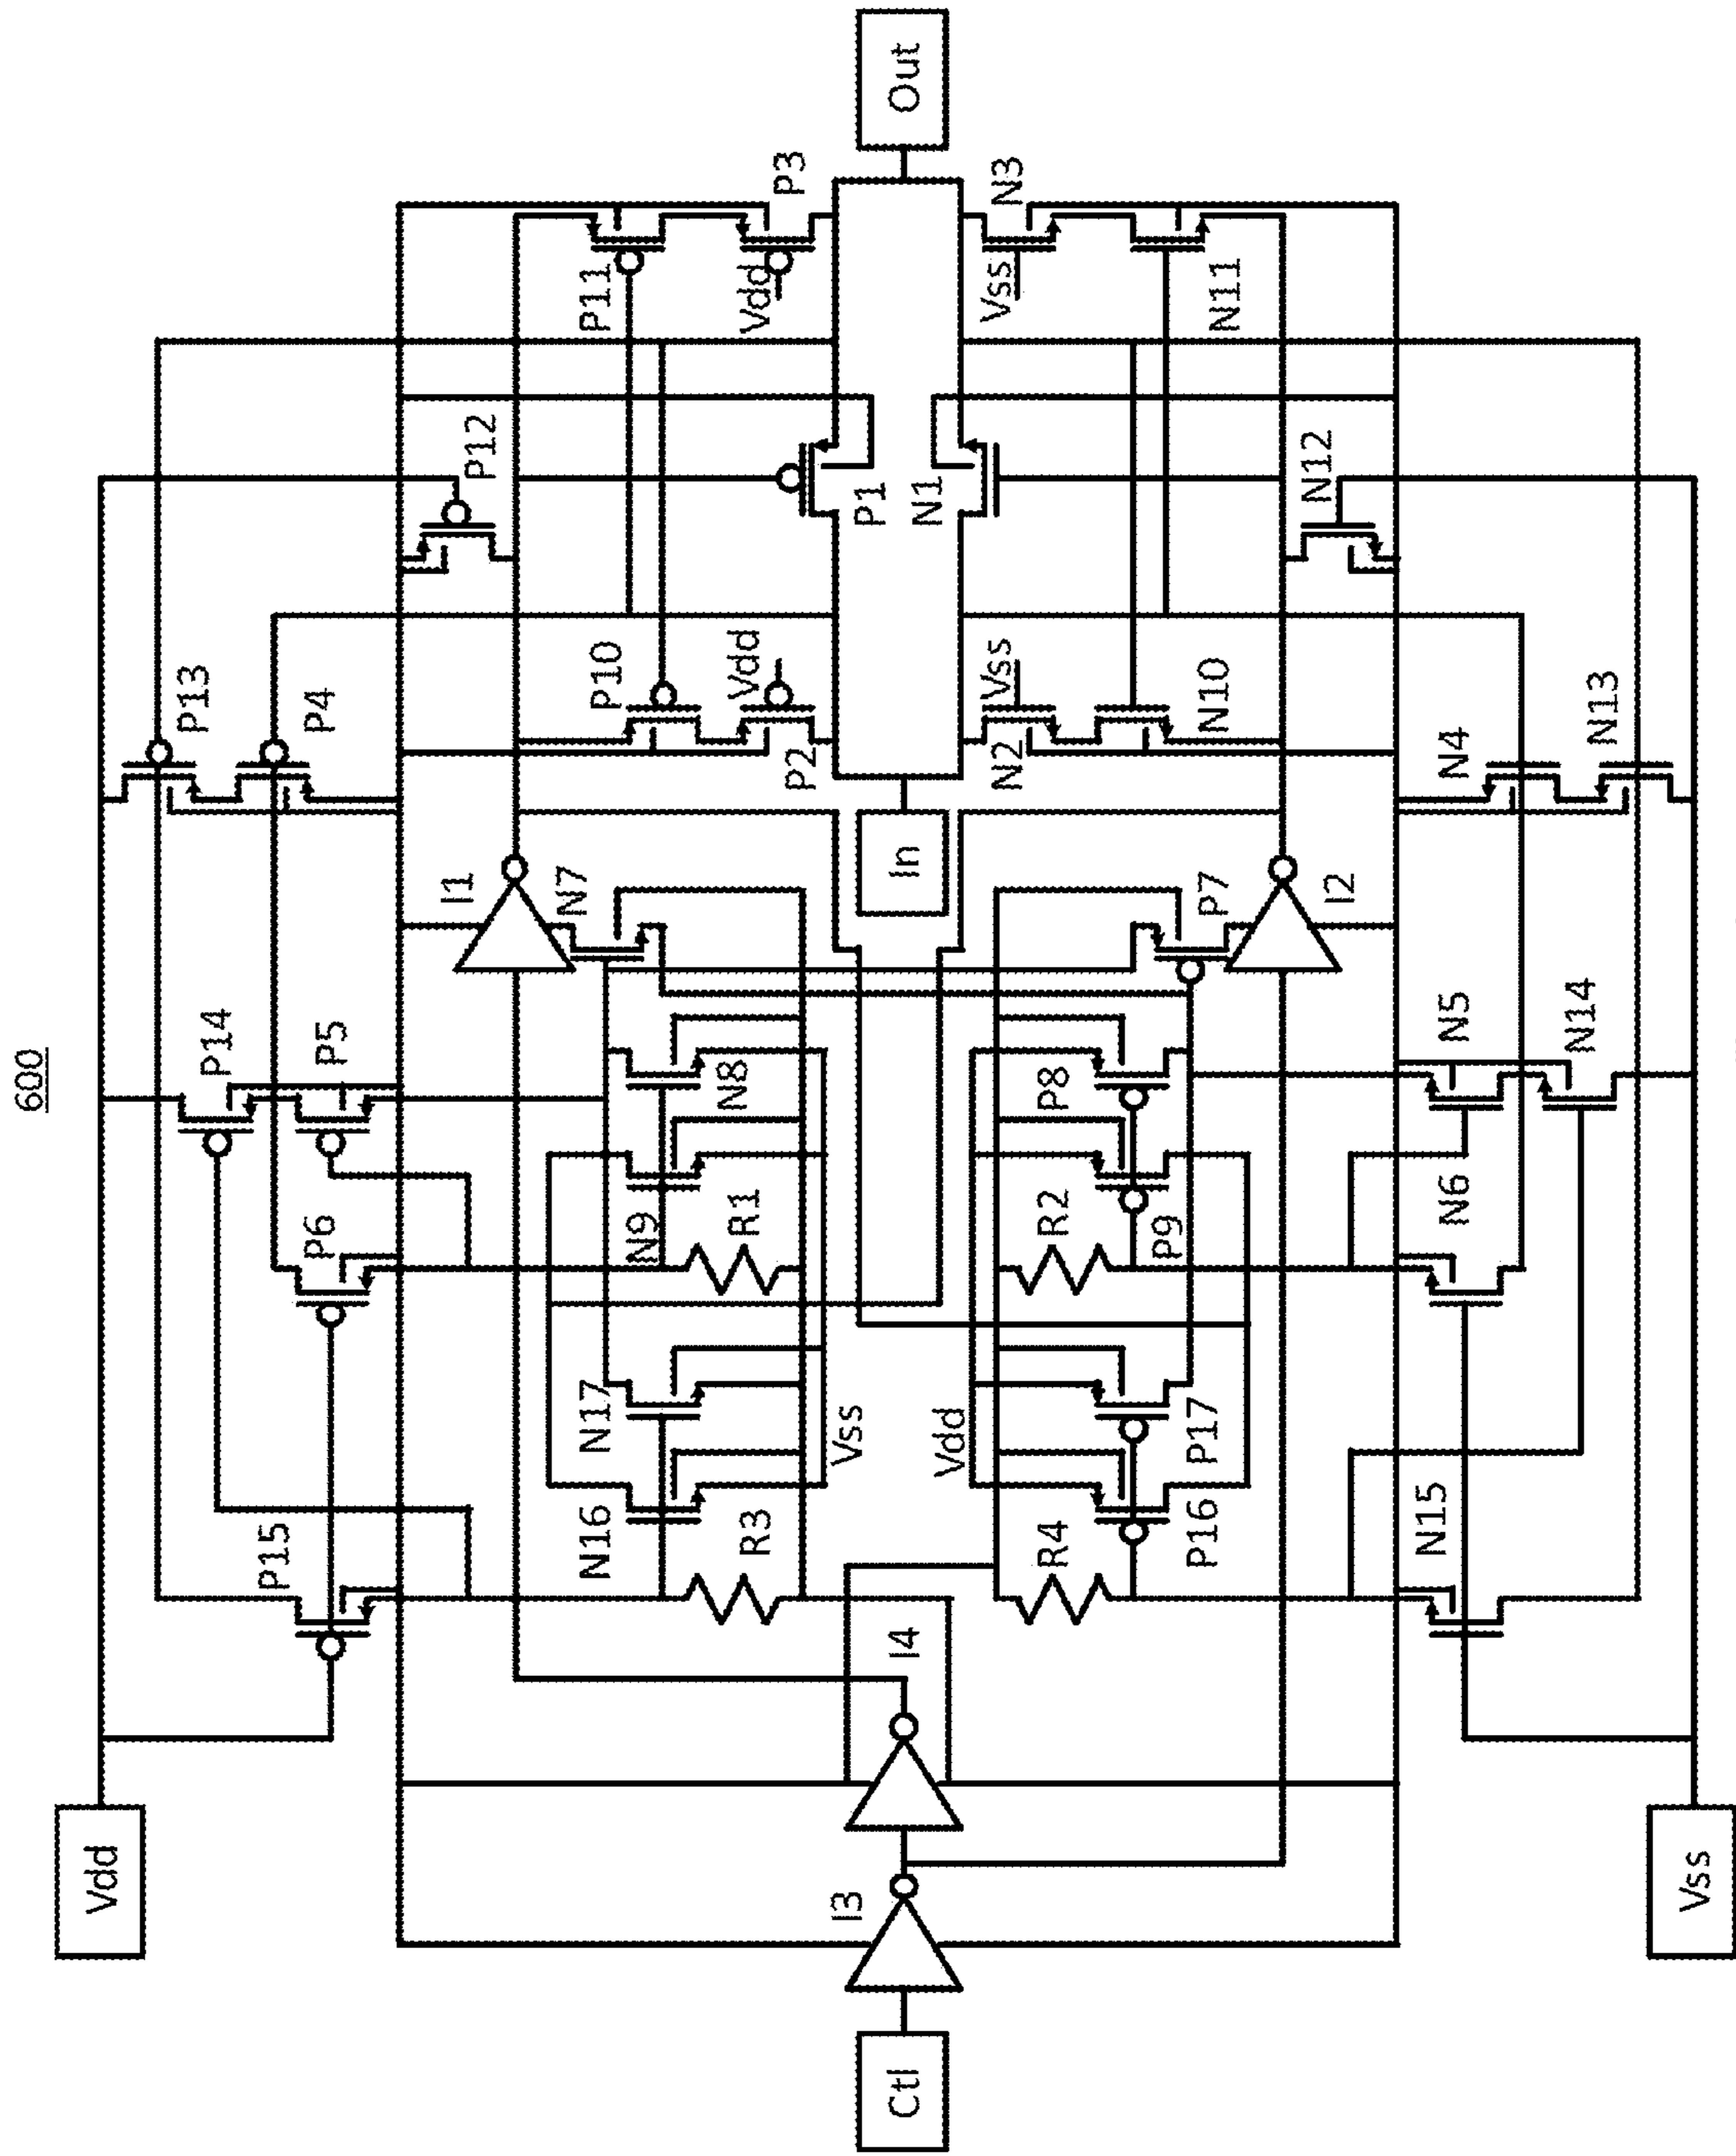 600
Vdd
P15
P6
P14
P5
P13
P4
P12
I1
N7
P10
P11
P3
Vdd
Vdd
P2
N17
N8
N16
N9
R3
R1
Vss
P1
Ctl
I3
I4
In
Out
N1
Vdd
R4
R2
P8
P16
P17
P9
P7
I2
N2
Vss
Vss
N3
N10
N11
N12
N15
N6
N5
N14
N4
N13
Vss